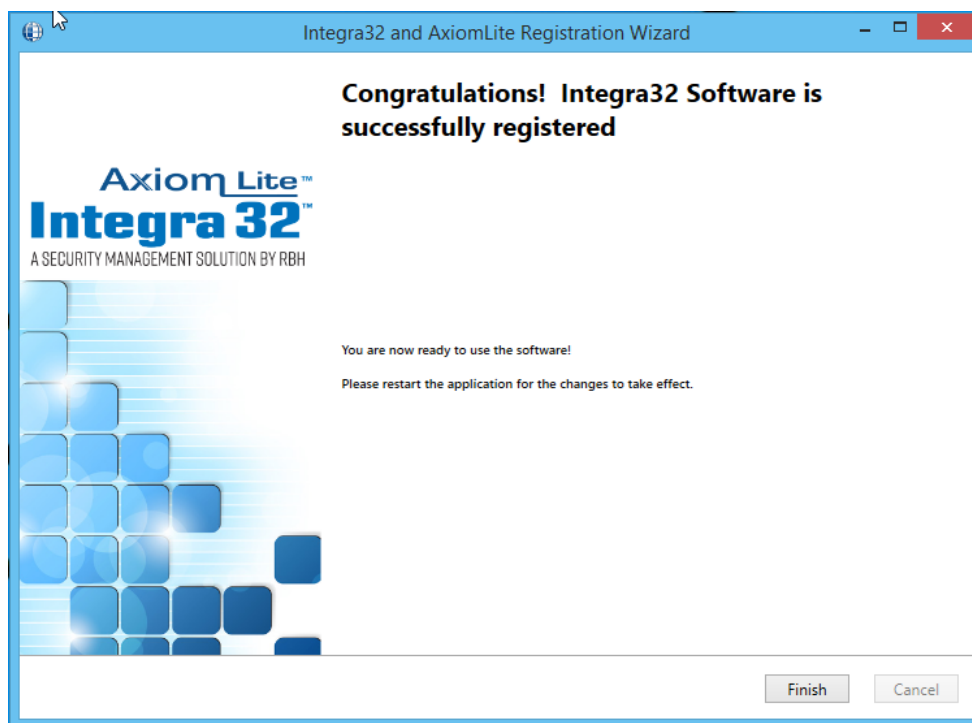 Integra32 and AxiomLite Registration Wizard
Congratulations!  Integra32 Software is
successfully registered
Axiom Lite™
Integra 32™
A SECURITY MANAGEMENT SOLUTION BY RBH
You are now ready to use the software!
Please restart the application for the changes to take effect.
Finish
Cancel